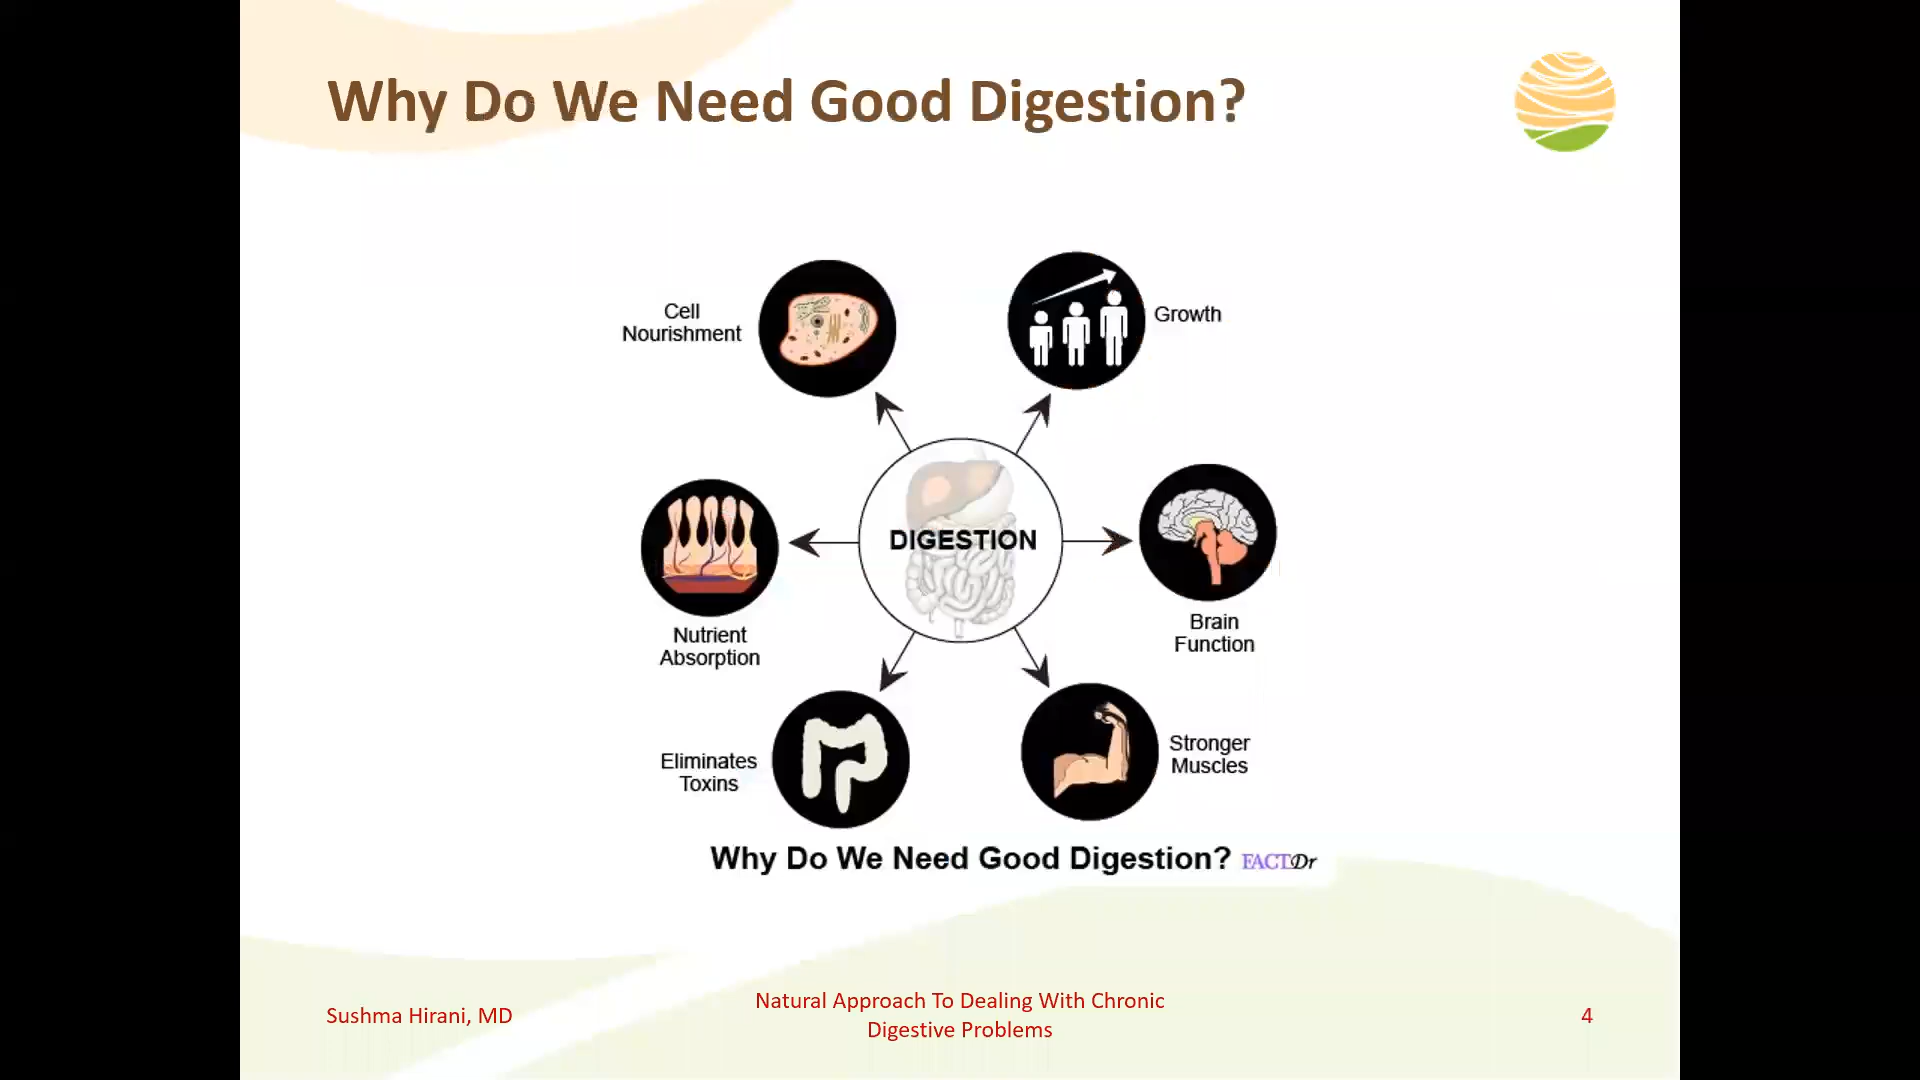 Why Do We Need Good Digestion?
Cell
Nourishment
Growth
DIGESTION
Nutrient
Absorption
Brain
Function
Eliminates
Toxins
Stronger
Muscles
Why Do We Need Good Digestion? FACTDr
Sushma Hirani, MD
Natural Approach To Dealing With Chronic
Digestive Problems
4